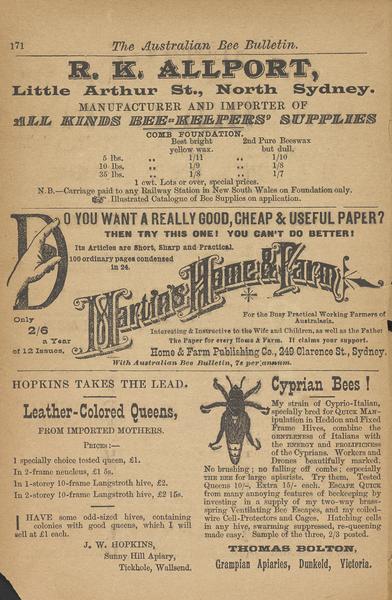 171 The Australian Bee Bulletin.
R. K. ALLPORT,
Little Arthur St., North Sydney.
MANUFACTURER AND IMPORTER OF
ALL KINDS BEE-KEEPERS' SUPPLIES
COMB FOUNDATION.
Best bright 2nd Pure Beeswax
yellow wax. but dull.
5 lbs. ,, 1/11 ,, 1/10
10 lbs. ,, 1/9 ,, 1/8
35 lbs. ,, 1/8 ,, 1/7
1 cwt. Lots or over, special prices.
N.B.—Carriage paid to any Railway Station in New South Wales on Foundation only.
Illustrated Catalogue of Bee Supplies on application.
DO YOU WANT A REALLY GOOD, CHEAP & USEFUL PAPER?
THEN TRY THIS ONE! YOU CAN'T DO BETTER!
Its Articles are Short, Sharp and Practical.
100 ordinary pages condensed
in 24.
Martin's Home & Farm
Only
2/6
a Year
of 12 Issues.
For the Busy Practical Working Farmers of
Australasia.
Interesting & Instructive to the Wife and Children, as well as the Father
The Paper for every Home & Farm. It claims your support.
Home & Farm Publishing Co., 249 Clarence St., Sydney.
With Australian Bee Bulletin, 7s per annum.
HOPKINS TAKES THE LEAD.
Leather-Colored Queens,
FROM IMPORTED MOTHERS.
PRICES:—
1 specially choice tested queen, £1.
In 2-frame neucleus, £1 5s.
In 1-storey 10-frame Langstroth hive, £2.
In 2-storey 10-frame Langstroth hive, £2 15s.
I HAVE some odd-sized hives, containing
colonies with good queens, which I will
sell at £1 each.
J. W. HOPKINS,
Sunny Hill Apiary,
Tickhole, Wallsend.
Cyprian Bees!
My strain of Cyprio-Italian,
specially bred for QUICK MAN-
ipulation in Heddon and Fixed
Frame Hives, combine the
GENTLENESS of Italians with
the ENERGY and PROLIFICNESS
of the Cyprians. Workers and
Drones beautiful marked.
No brushing; no falling off combs; especially
THE BEE for large apiarists. Try them. Tested
Queens 10/-, Extra 15/- each. ESCAPE QUICK
from many annoying features of beekeeping by
investing in a supply of my two-way brass-
spring Ventilating Bee Escapes, and my coiled-
wire Cell-Protectors and Cages. Hatching cells
in any hive, swarming suppressed, re-queening
made easy. Sample of the three, 2/3 posted.
THOMAS BOLTON,
Grampian Apiaries, Dunkeld, Victoria.